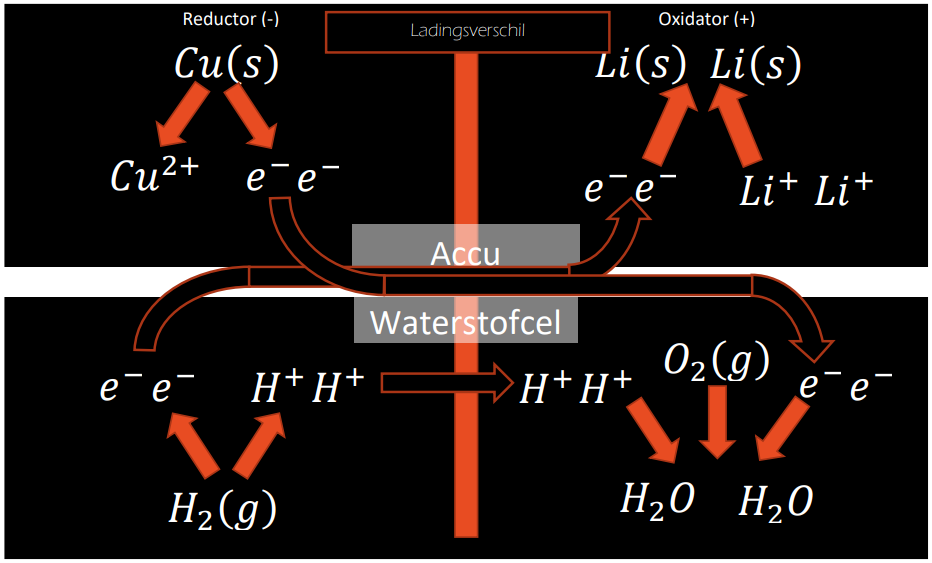 Reductor (-)
Ladingsverschil
Oxidator (+)
Cu(s)
Li(s) Li(s)
Cu²⁺ e⁻ e⁻
e⁻ e⁻ Li⁺ Li⁺
Accu
Waterstofcel
e⁻ e⁻ H⁺ H⁺
H⁺ H⁺ O₂(g) e⁻ e⁻
H₂(g)
H₂O H₂O